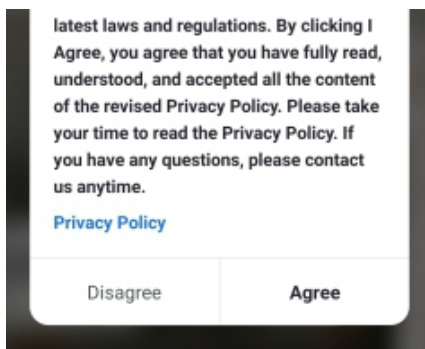 latest laws and regulations. By clicking I
Agree, you agree that you have fully read,
understood, and accepted all the content
of the revised Privacy Policy. Please take
your time to read the Privacy Policy. If
you have any questions, please contact
us anytime.
Privacy Policy
Disagree
Agree